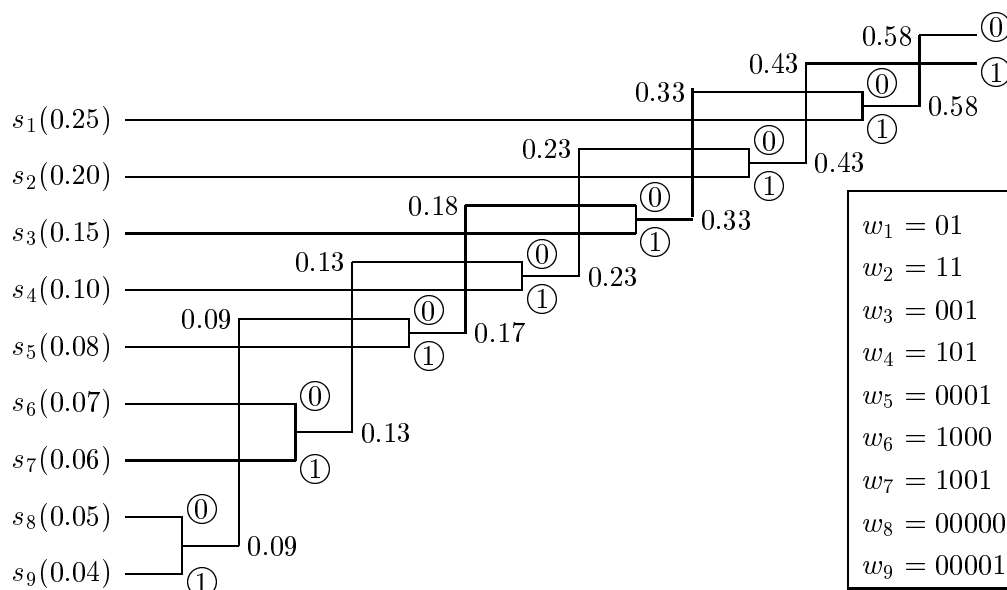 0.58 0
0.43 1
0.33 0
s₁(0.25) 1 0.58
0.23 0
s₂(0.20) 1 0.43
0.18 0
s₃(0.15) 1 0.33
w₁ = 01
0.13 0
s₄(0.10) 1 0.23
w₂ = 11
w₃ = 001
0.09 0
s₅(0.08) 1 0.17
w₄ = 101
s₆(0.07) 0
w₅ = 0001
0.13
w₆ = 1000
s₇(0.06) 1
w₇ = 1001
s₈(0.05) 0
w₈ = 00000
0.09
s₉(0.04) 1
w₉ = 00001